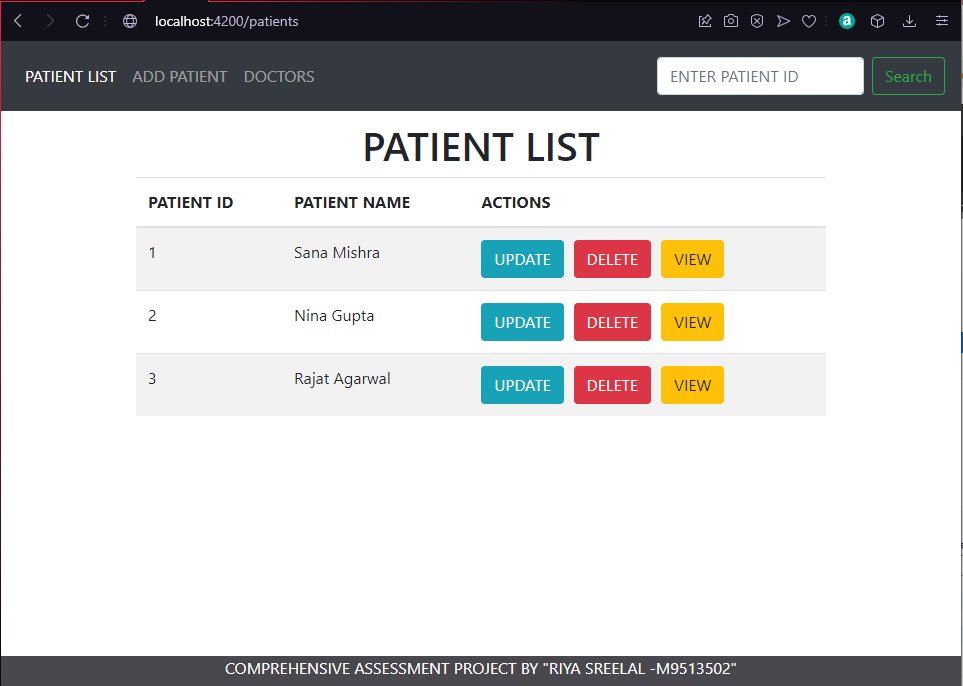 localhost:4200/patients
PATIENT LIST ADD PATIENT DOCTORS ENTER PATIENT ID Search
PATIENT LIST
PATIENT ID PATIENT NAME ACTIONS
1 Sana Mishra UPDATE DELETE VIEW
2 Nina Gupta UPDATE DELETE VIEW
3 Rajat Agarwal UPDATE DELETE VIEW
COMPREHENSIVE ASSESSMENT PROJECT BY "RIYA SREELAL -M9513502"